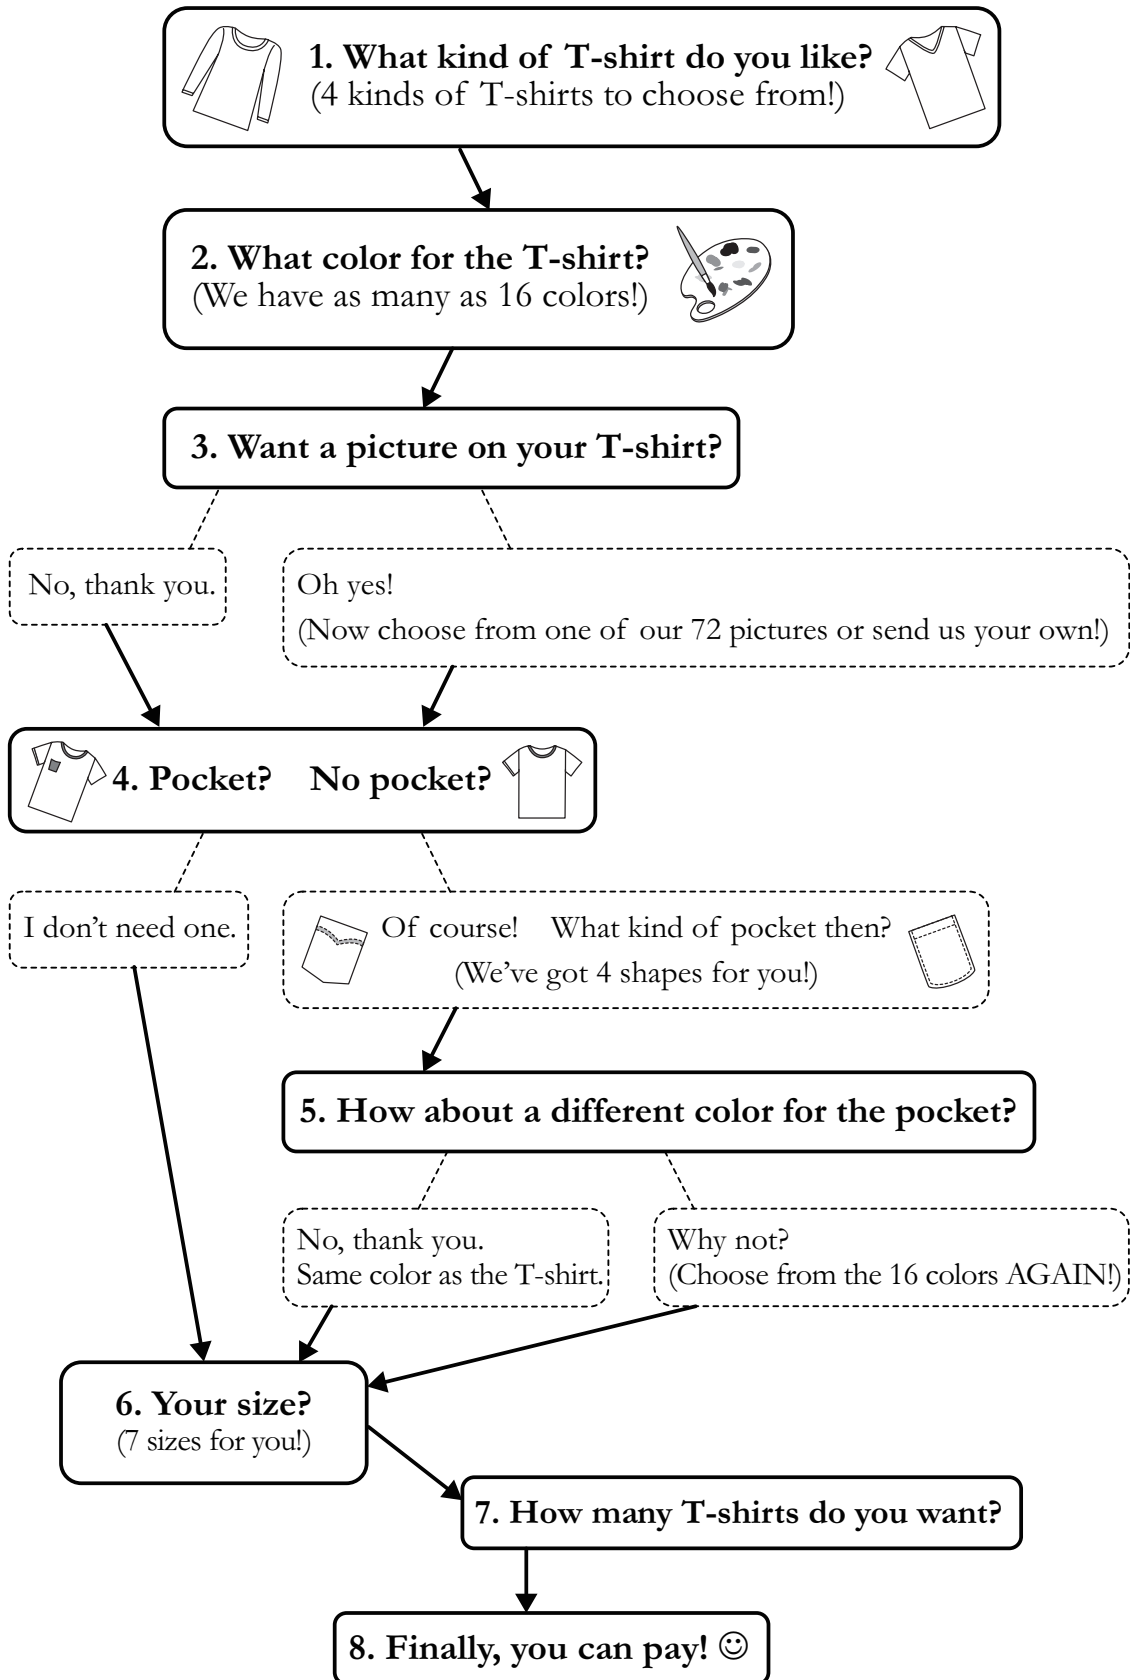 1. What kind of T-shirt do you like?
(4 kinds of T-shirts to choose from!)
2. What color for the T-shirt?
(We have as many as 16 colors!)
3. Want a picture on your T-shirt?
No, thank you.
Oh yes!
(Now choose from one of our 72 pictures or send us your own!)
4. Pocket? No pocket?
I don't need one.
Of course! What kind of pocket then?
(We've got 4 shapes for you!)
5. How about a different color for the pocket?
No, thank you.
Same color as the T-shirt.
Why not?
(Choose from the 16 colors AGAIN!)
6. Your size?
(7 sizes for you!)
7. How many T-shirts do you want?
8. Finally, you can pay! ☺